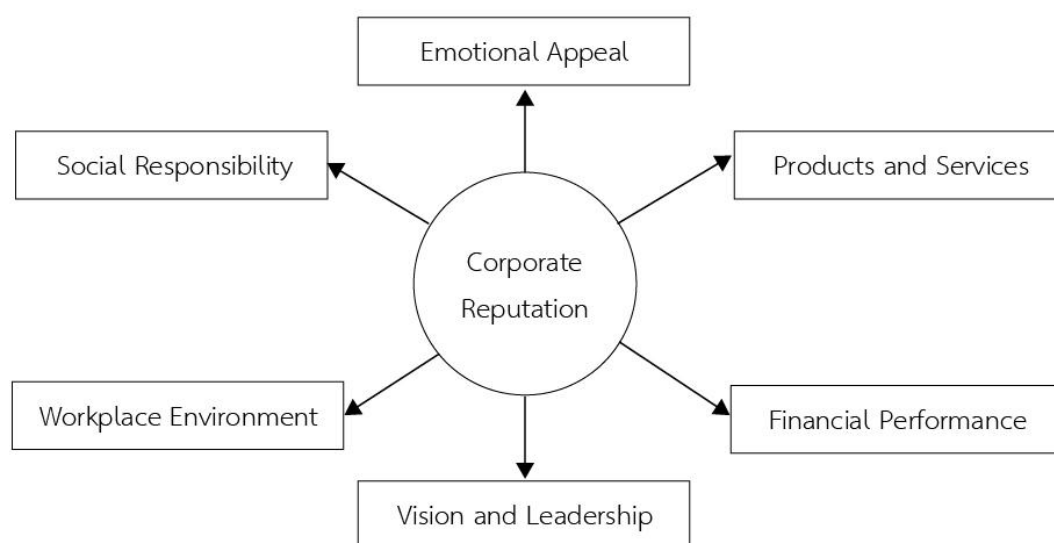 Emotional Appeal
Social Responsibility
Products and Services
Corporate
Reputation
Workplace Environment
Financial Performance
Vision and Leadership